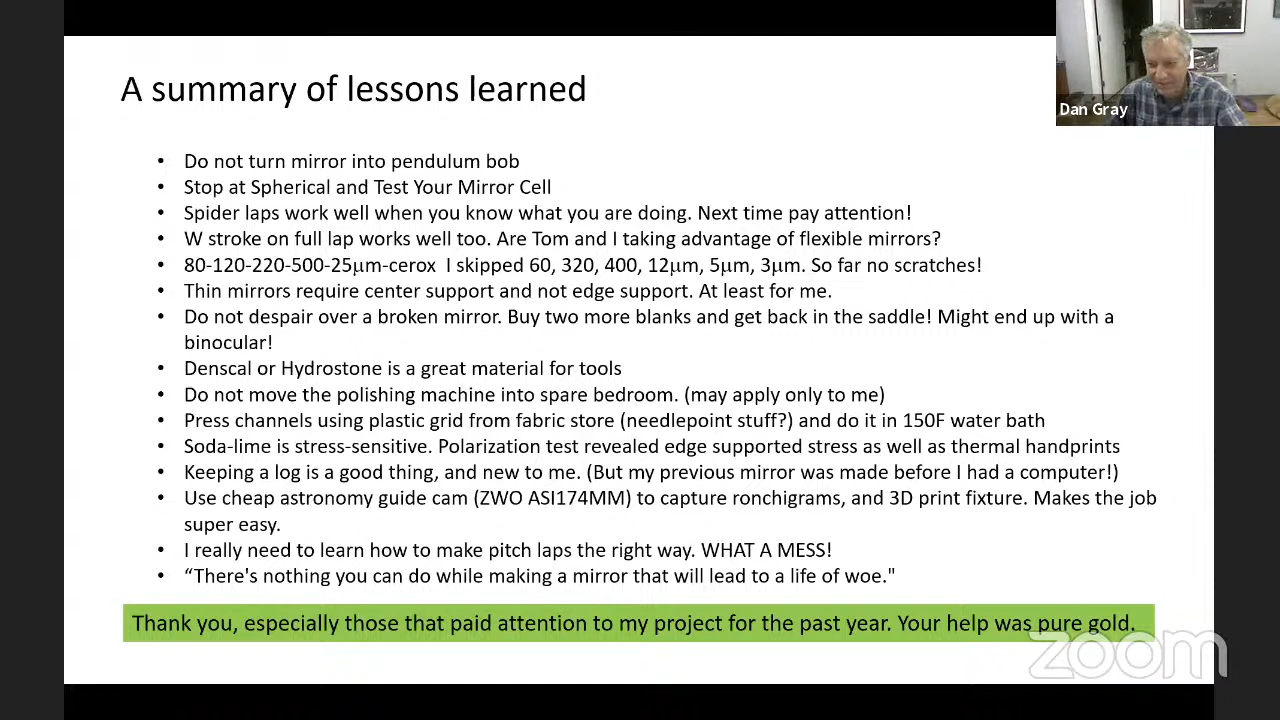 A summary of lessons learned
Dan Gray
• Do not turn mirror into pendulum bob
• Stop at Spherical and Test Your Mirror Cell
• Spider laps work well when you know what you are doing. Next time pay attention!
• W stroke on full lap works well too. Are Tom and I taking advantage of flexible mirrors?
• 80-120-220-500-25μm-cerox  I skipped 60, 320, 400, 12μm, 5μm, 3μm. So far no scratches!
• Thin mirrors require center support and not edge support. At least for me.
• Do not despair over a broken mirror. Buy two more blanks and get back in the saddle! Might end up with a
binocular!
• Denscal or Hydrostone is a great material for tools
• Do not move the polishing machine into spare bedroom. (may apply only to me)
• Press channels using plastic grid from fabric store (needlepoint stuff?) and do it in 150F water bath
• Soda-lime is stress-sensitive. Polarization test revealed edge supported stress as well as thermal handprints
• Keeping a log is a good thing, and new to me. (But my previous mirror was made before I had a computer!)
• Use cheap astronomy guide cam (ZWO ASI174MM) to capture ronchigrams, and 3D print fixture. Makes the job
super easy.
• I really need to learn how to make pitch laps the right way. WHAT A MESS!
• “There's nothing you can do while making a mirror that will lead to a life of woe."
Thank you, especially those that paid attention to my project for the past year. Your help was pure gold.
zoom